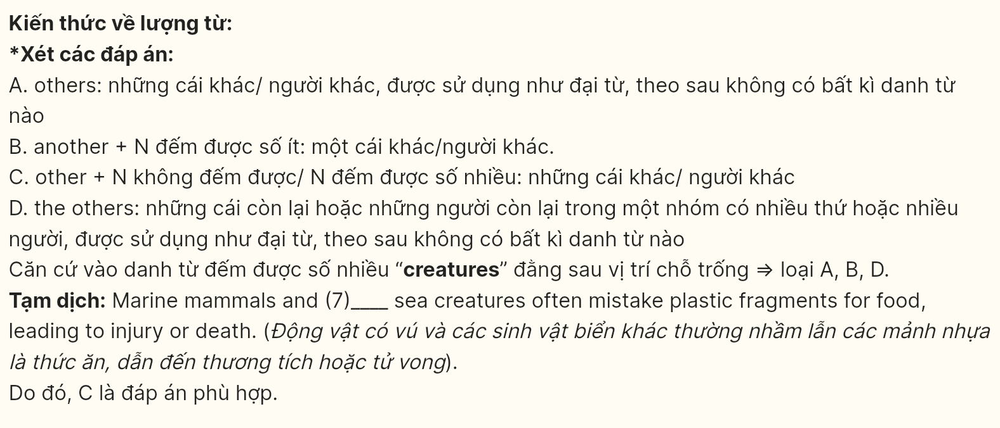 Kiến thức về lượng từ:
*Xét các đáp án:
A. others: những cái khác/ người khác, được sử dụng như đại từ, theo sau không có bất kì danh từ
nào
B. another + N đếm được số ít: một cái khác/người khác.
C. other + N không đếm được/ N đếm được số nhiều: những cái khác/ người khác
D. the others: những cái còn lại hoặc những người còn lại trong một nhóm có nhiều thứ hoặc nhiều
người, được sử dụng như đại từ, theo sau không có bất kì danh từ nào
Căn cứ vào danh từ đếm được số nhiều “creatures” đằng sau vị trí chỗ trống ⇒ loại A, B, D.
Tạm dịch: Marine mammals and (7)____ sea creatures often mistake plastic fragments for food,
leading to injury or death. (Động vật có vú và các sinh vật biển khác thường nhầm lẫn các mảnh nhựa
là thức ăn, dẫn đến thương tích hoặc tử vong).
Do đó, C là đáp án phù hợp.